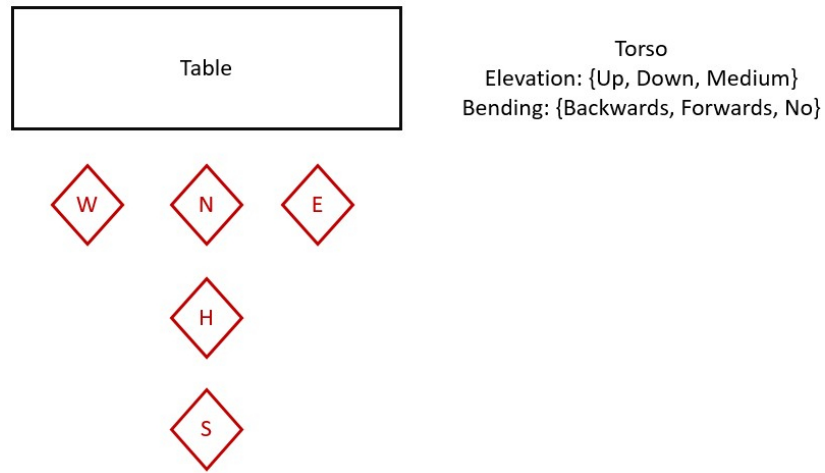 Table
Torso
Elevation: {Up, Down, Medium}
Bending: {Backwards, Forwards, No}
W
N
E
H
S